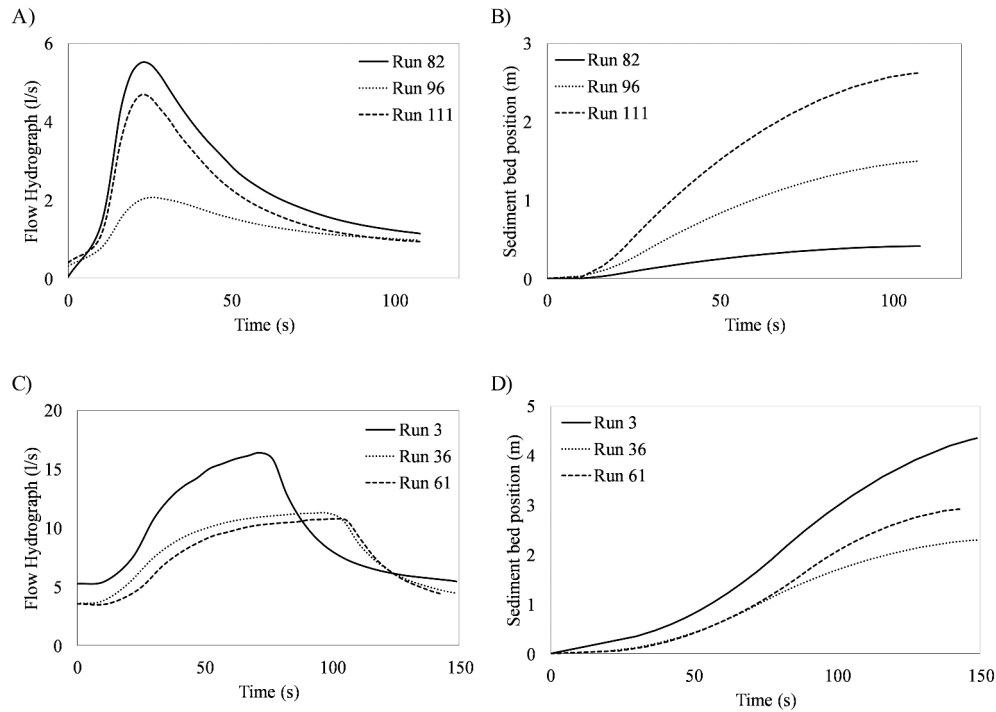 A)
Flow Hydrograph (l/s)
6
4
2
0
0
50
100
Time (s)
Run 82
Run 96
Run 111
B)
Sediment bed position (m)
3
2
1
0
0
50
100
Time (s)
Run 82
Run 96
Run 111
C)
Flow Hydrograph (l/s)
20
15
10
5
0
0
50
100
150
Time (s)
Run 3
Run 36
Run 61
D)
Sediment bed position (m)
5
4
3
2
1
0
0
50
100
150
Time (s)
Run 3
Run 36
Run 61